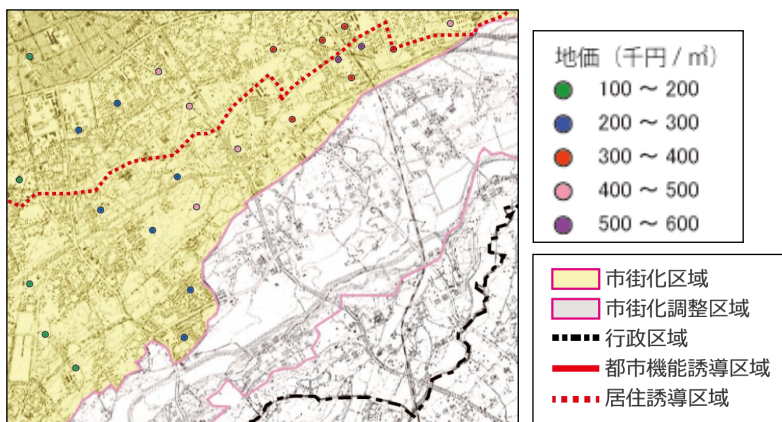 地価（千円/㎡）
100 ～ 200
200 ～ 300
300 ～ 400
400 ～ 500
500 ～ 600
市街化区域
市街化調整区域
行政区域
都市機能誘導区域
居住誘導区域